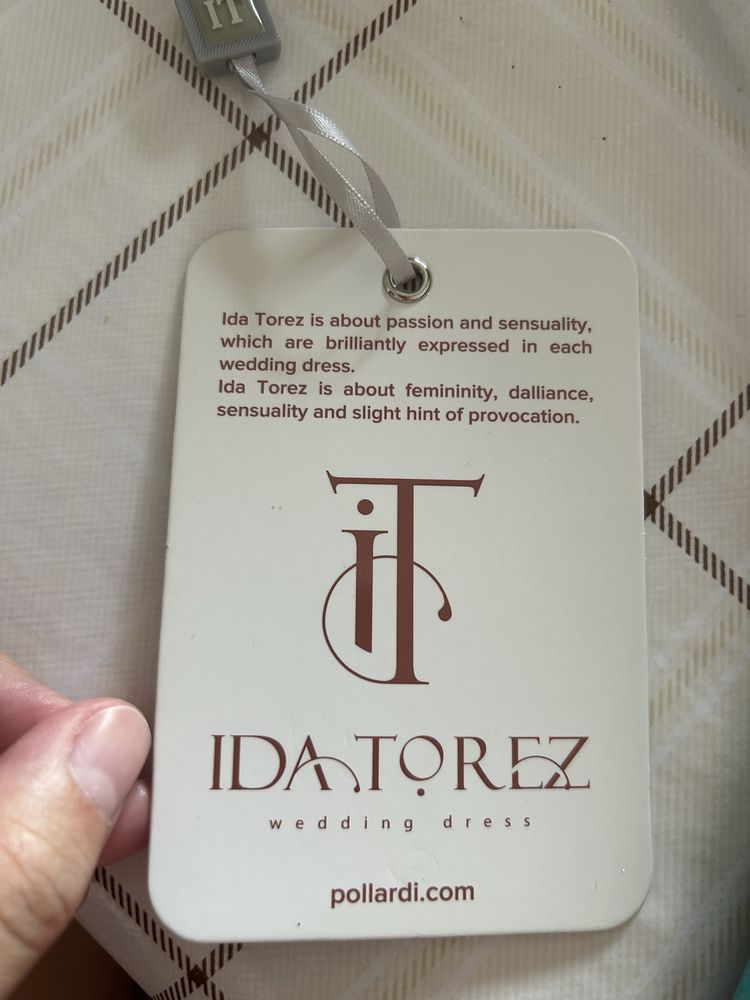 IT
Ida Torez is about passion and sensuality,
which are brilliantly expressed in each
wedding dress.
Ida Torez is about femininity, dalliance,
sensuality and slight hint of provocation.
iT
IDA TOREZ
wedding dress
pollardi.com